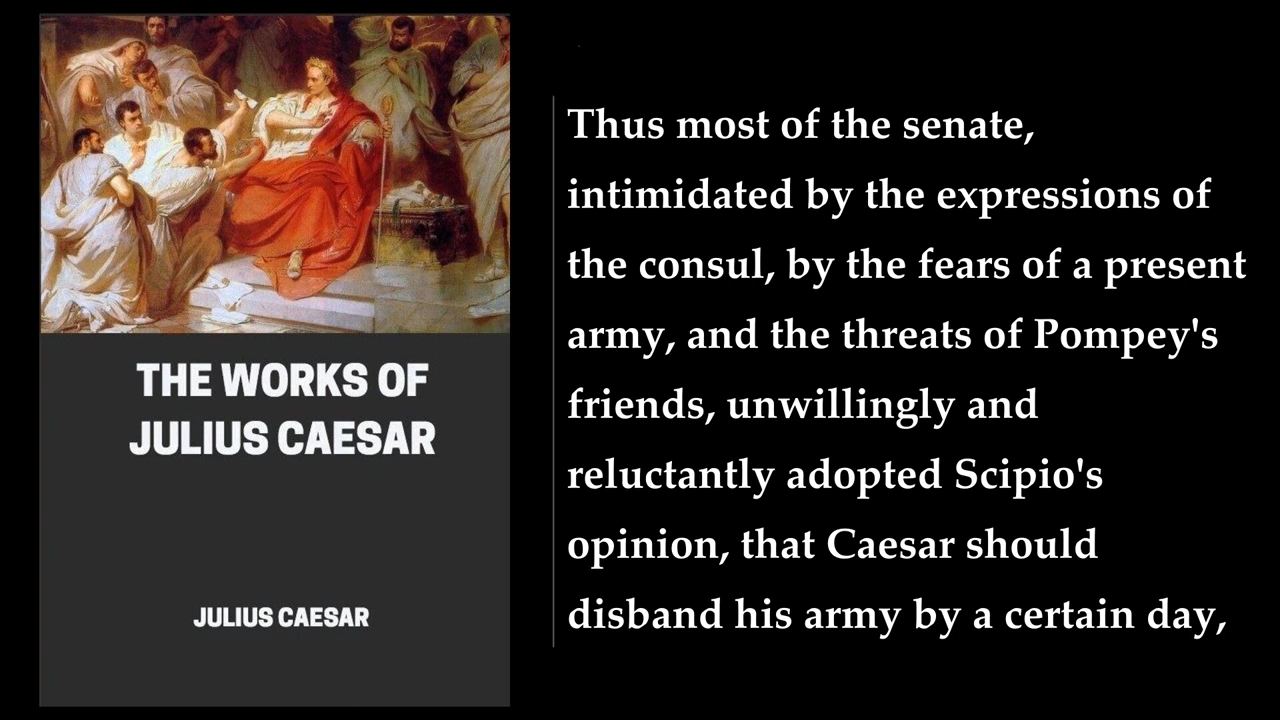 THE WORKS OF
JULIUS CAESAR
JULIUS CAESAR
Thus most of the senate,
intimidated by the expressions of
the consul, by the fears of a present
army, and the threats of Pompey's
friends, unwillingly and
reluctantly adopted Scipio's
opinion, that Caesar should
disband his army by a certain day,